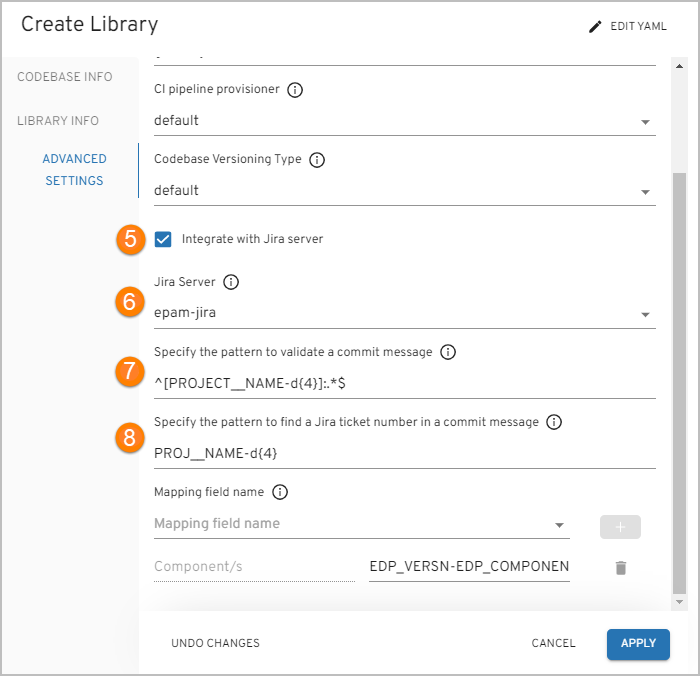 Create Library
EDIT YAML
CODEBASE INFO
LIBRARY INFO
ADVANCED
SETTINGS
CI pipeline provisioner
default
Codebase Versioning Type
default
5
Integrate with Jira server
6
Jira Server
epam-jira
7
Specify the pattern to validate a commit message
^[PROJECT__NAME-d{4}]:.*$
8
Specify the pattern to find a Jira ticket number in a commit message
PROJ__NAME-d{4}
Mapping field name
Mapping field name
+
Component/s
EDP_VERSN-EDP_COMPONEN
UNDO CHANGES
CANCEL
APPLY